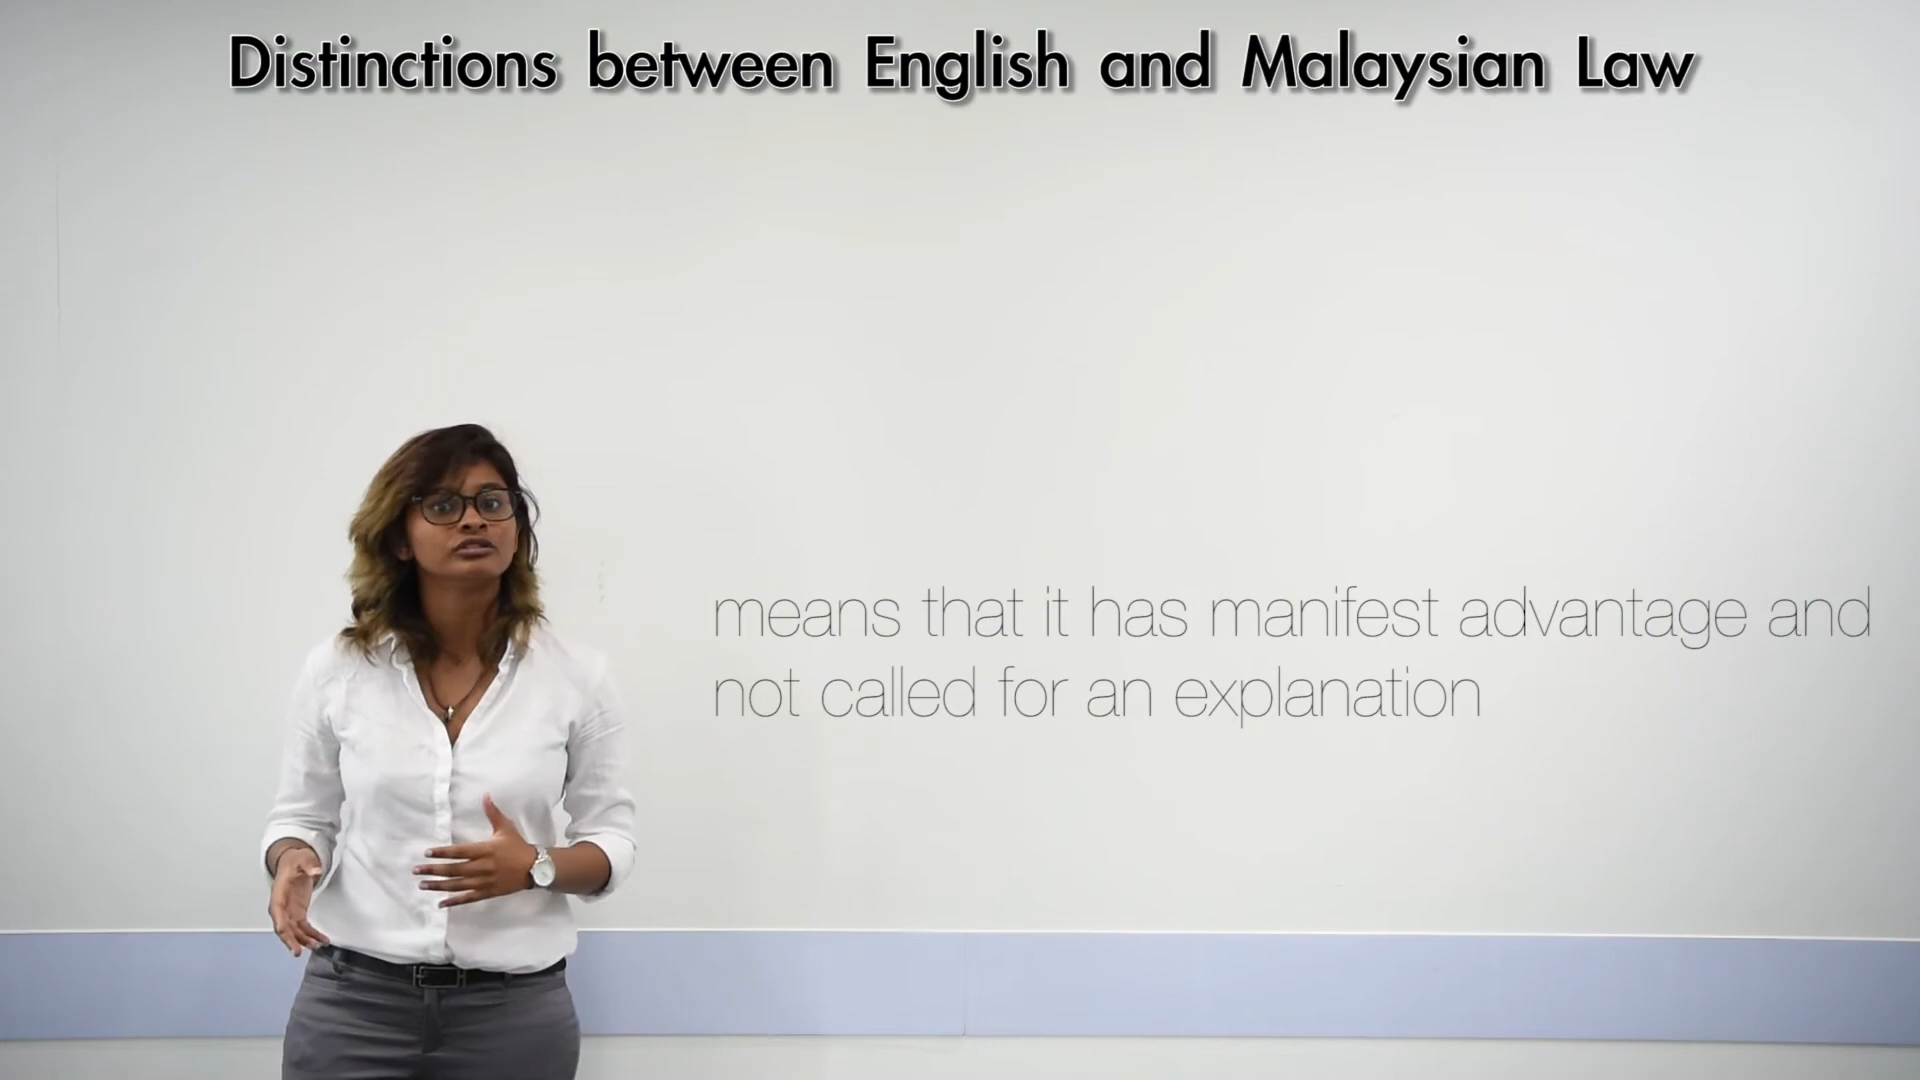 Distinctions between English and Malaysian Law
means that it has manifest advantage and
not called for an explanation